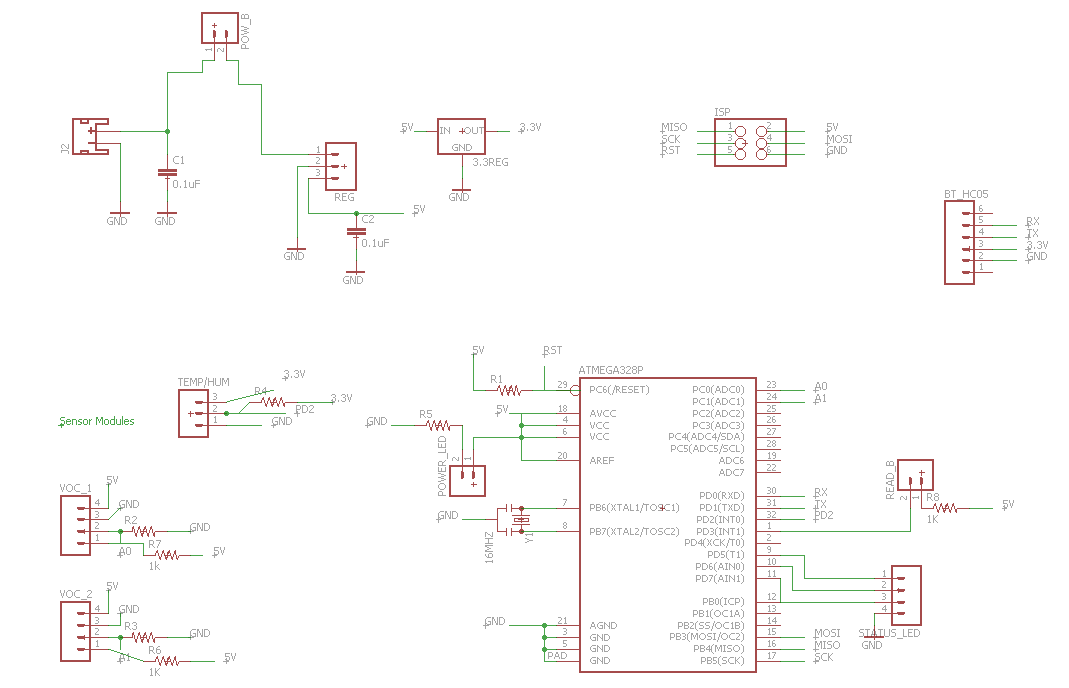 POW_B
+
1
2
J2
+
C1
0.1uF
GND
GND
REG
1
2
3
+
GND
5V
C2
0.1uF
GND
5V
IN
+OUT
GND
3.3V
3.3REG
GND
ISP
MISO
SCK
RST
1
3
5
2
4
6
5V
MOSI
GND
BT_HC05
6
5
4
3
2
1
RX
TX
3.3V
GND
Sensor Modules
TEMP/HUM
3
2
1
+
3.3V
R4
3.3V
PD2
GND
VOC_1
4
3
2
1
5V
GND
R2
GND
A0
R7
1k
5V
VOC_2
4
3
2
1
5V
GND
R3
GND
A1
R6
1K
5V
5V
RST
R1
GND
R5
POWER_LED
2
1
+
5V
GND
16MHZ
Y1
GND
PAD
ATMEGA328P
29 PC6(/RESET)
18 AVCC
4 VCC
6 VCC
20 AREF
7 PB6(XTAL1/TOSC1)
8 PB7(XTAL2/TOSC2)
21 AGND
3 GND
5 GND
GND
PC0(ADC0) 23 A0
PC1(ADC1) 24 A1
PC2(ADC2) 25
PC3(ADC3) 26
PC4(ADC4/SDA) 27
PC5(ADC5/SCL) 28
ADC6 19
ADC7 22
PD0(RXD) 30 RX
PD1(TXD) 31 TX
PD2(INT0) 32 PD2
PD3(INT1) 1
PD4(XCK/T0) 2
PD5(T1) 9
PD6(AIN0) 10
PD7(AIN1) 11
PB0(ICP) 12
PB1(OC1A) 13
PB2(SS/OC1B) 14
PB3(MOSI/OC2) 15 MOSI
PB4(MISO) 16 MISO
PB5(SCK) 17 SCK
READ_B
2
1
+
R8
1K
5V
1
2
3
4
STATUS_LED
GND